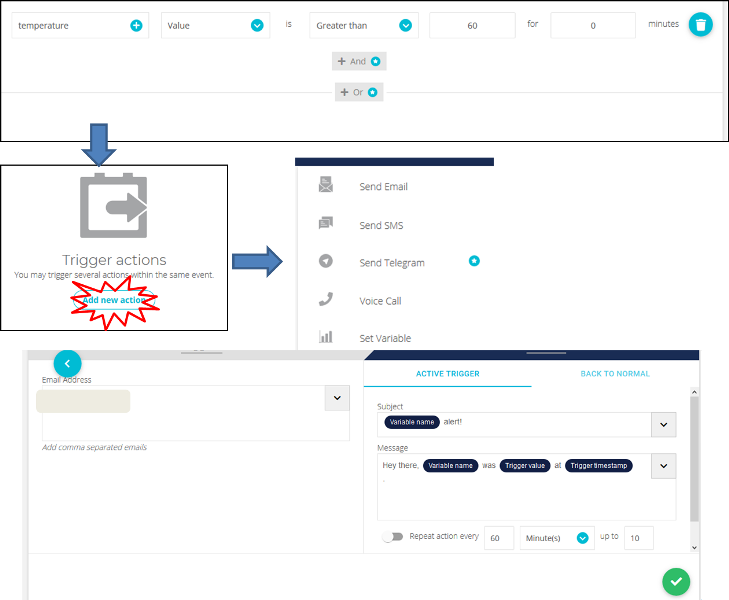 temperature Value is Greater than 60 for 0 minutes
+ And
+ Or
Trigger actions
You may trigger several actions within the same event.
Add new action
Send Email
Send SMS
Send Telegram
Voice Call
Set Variable
Email Address
Add comma separated emails
ACTIVE TRIGGER BACK TO NORMAL
Subject
Variable name alert!
Message
Hey there, Variable name was Trigger value at Trigger timestamp
.
Repeat action every 60 Minute(s) up to 10